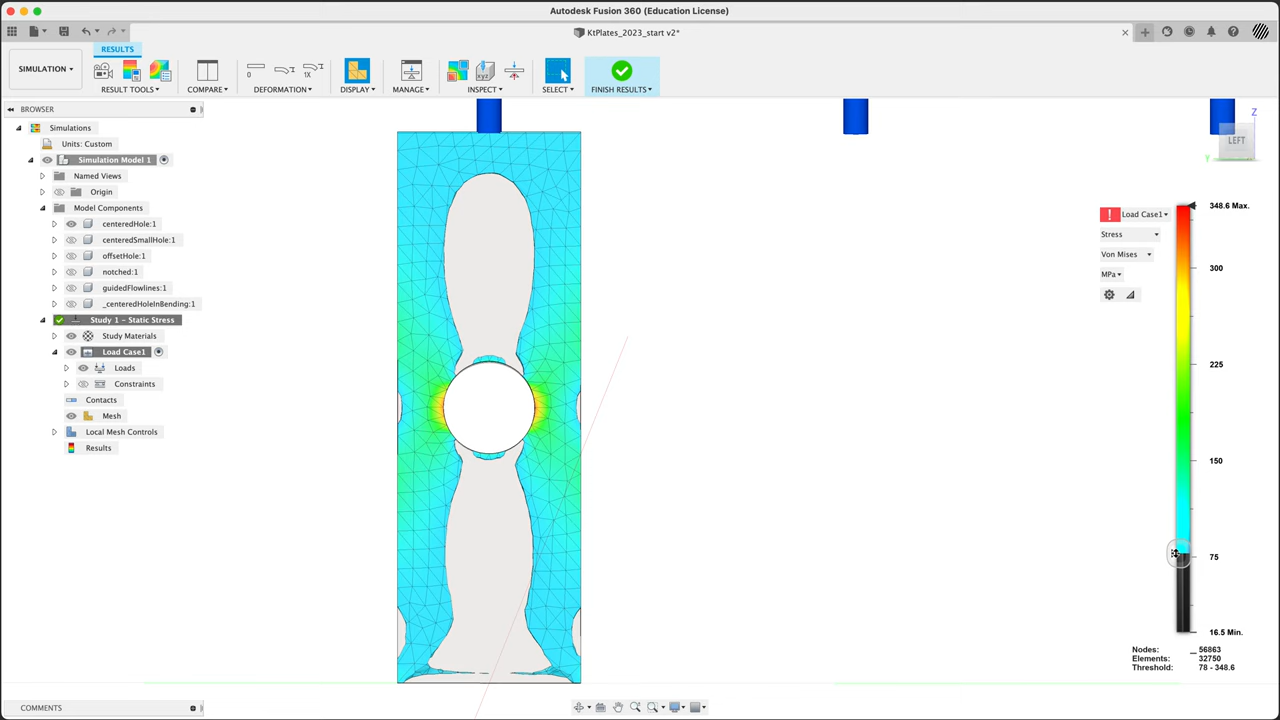 Autodesk Fusion 360 (Education License)
KtPlates_2023_start v2*
RESULTS
SIMULATION
RESULT TOOLS
COMPARE
DEFORMATION
DISPLAY
MANAGE
INSPECT
SELECT
FINISH RESULTS
1X
BROWSER
Simulations
Units: Custom
Simulation Model 1
Named Views
Origin
Model Components
centeredHole:1
centeredSmallHole:1
offsetHole:1
notched:1
guidedFlowlines:1
_centeredHoleInBending:1
Study 1 - Static Stress
Study Materials
Load Case1
Loads
Constraints
Contacts
Mesh
Local Mesh Controls
Results
Z
LEFT
Y
Load Case1
Stress
Von Mises
MPa
348.6 Max.
300
225
150
75
16.5 Min.
Nodes: 56863
Elements: 32750
Threshold: 78 - 348.6
COMMENTS